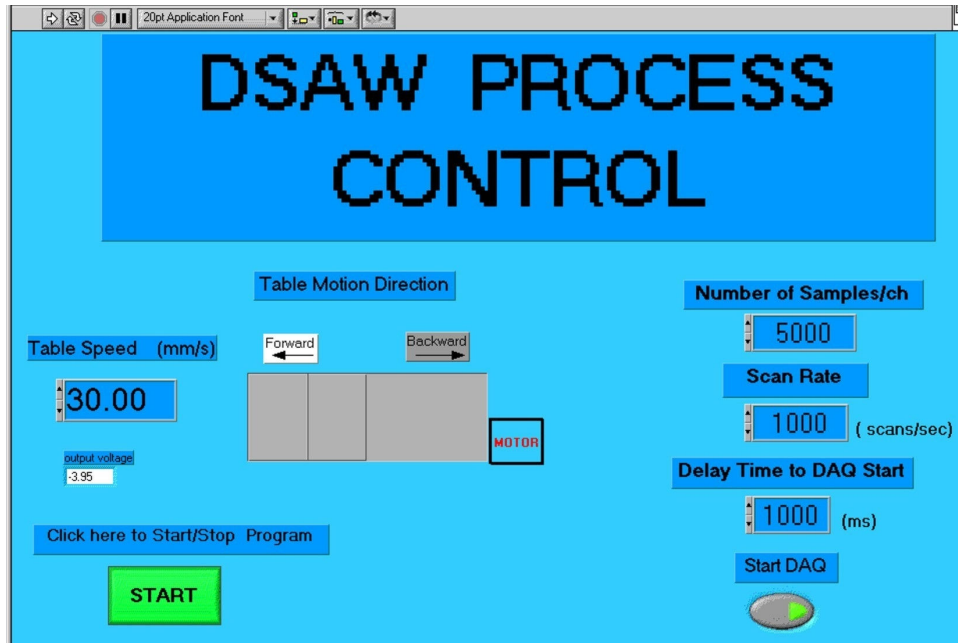 20pt Application Font
DSAW PROCESS
CONTROL
Table Motion Direction
Number of Samples/ch
5000
Forward
Backward
Table Speed (mm/s)
30.00
Scan Rate
1000 ( scans/sec)
MOTOR
output voltage
-3.95
Delay Time to DAQ Start
1000 (ms)
Click here to Start/Stop Program
START
Start DAQ